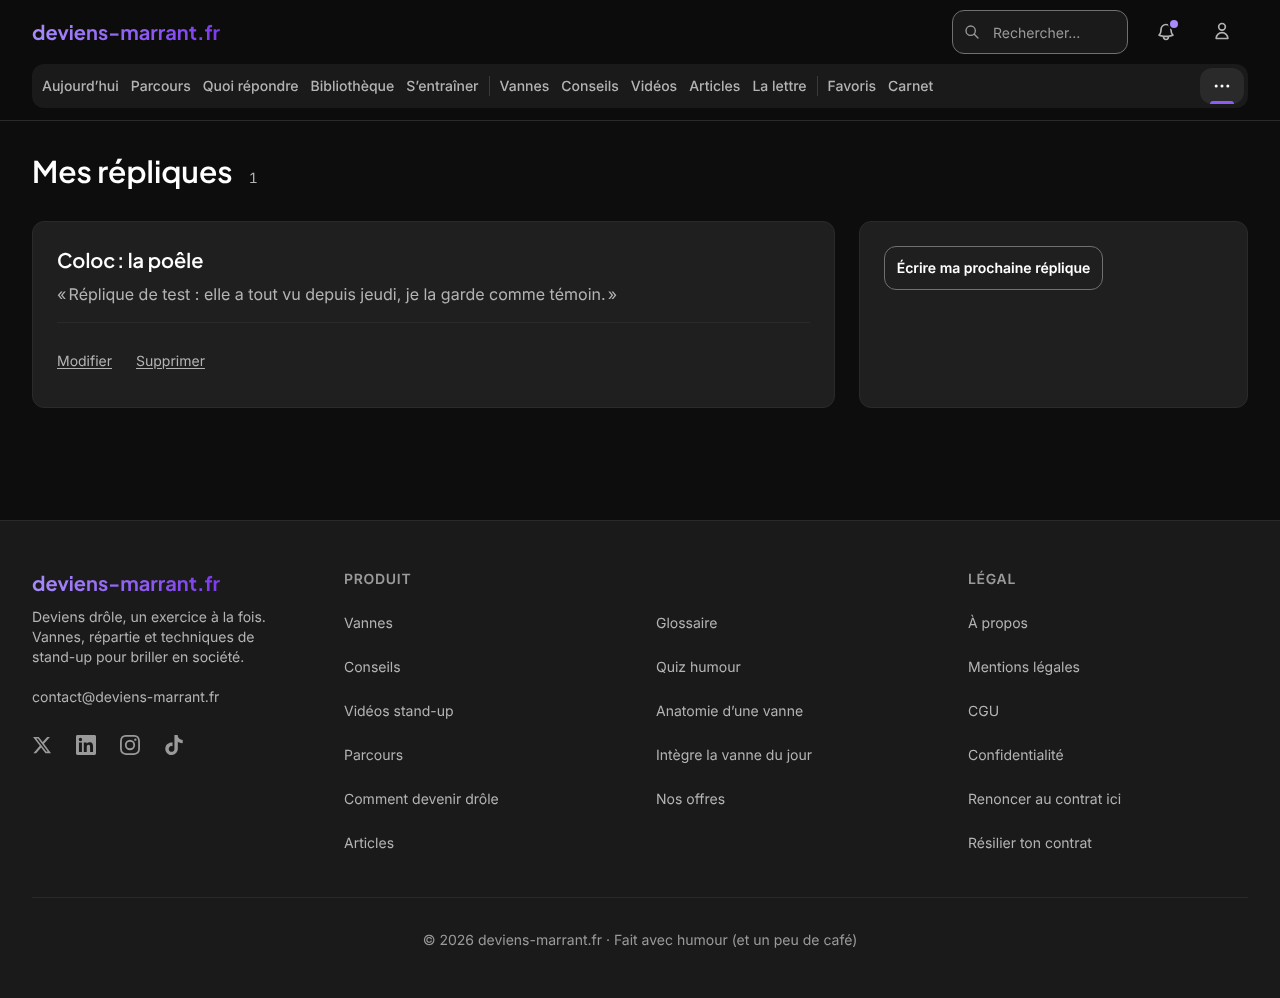 deviens-marrant.fr
Rechercher...
Aujourd’hui Parcours Quoi répondre Bibliothèque S’entraîner Vannes Conseils Vidéos Articles La lettre Favoris Carnet
Mes répliques 1
Coloc : la poêle
« Réplique de test : elle a tout vu depuis jeudi, je la garde comme témoin. »
Modifier Supprimer
Écrire ma prochaine réplique
deviens-marrant.fr
Deviens drôle, un exercice à la fois.
Vannes, répartie et techniques de
stand-up pour briller en société.
contact@deviens-marrant.fr
PRODUIT
Vannes
Conseils
Vidéos stand-up
Parcours
Comment devenir drôle
Articles
Glossaire
Quiz humour
Anatomie d’une vanne
Intègre la vanne du jour
Nos offres
LÉGAL
À propos
Mentions légales
CGU
Confidentialité
Renoncer au contrat ici
Résilier ton contrat
© 2026 deviens-marrant.fr · Fait avec humour (et un peu de café)